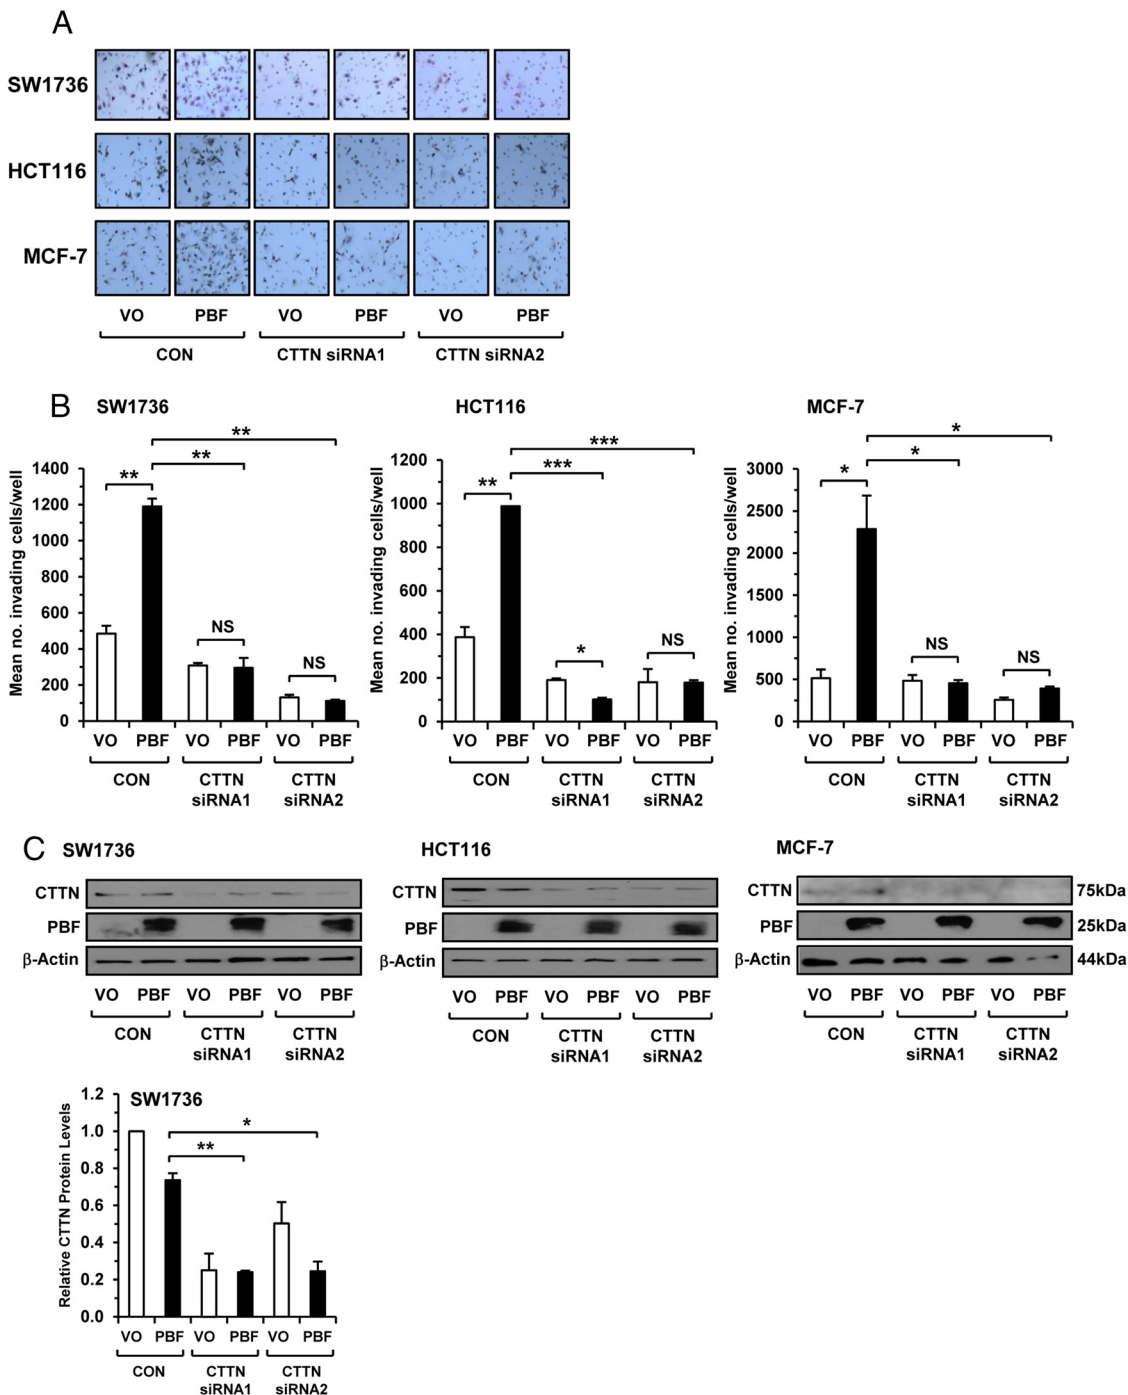 A
SW1736
HCT116
MCF-7
VO PBF VO PBF VO PBF
CON CTTN siRNA1 CTTN siRNA2
B SW1736 HCT116 MCF-7
Mean no. invading cells/well
1400
1200
1000
800
600
400
200
0
** ** **
NS
NS
VO PBF VO PBF VO PBF
CON CTTN CTTN
siRNA1 siRNA2
Mean no. invading cells/well
1200
1000
800
600
400
200
0
** *** ***
*
NS
VO PBF VO PBF VO PBF
CON CTTN CTTN
siRNA1 siRNA2
Mean no. invading cells/well
3000
2500
2000
1500
1000
500
0
* * *
NS
NS
VO PBF VO PBF VO PBF
CON CTTN CTTN
siRNA1 siRNA2
C SW1736
CTTN
PBF
β-Actin
VO PBF VO PBF VO PBF
CON CTTN CTTN
siRNA1 siRNA2
HCT116
CTTN
PBF
β-Actin
VO PBF VO PBF VO PBF
CON CTTN CTTN
siRNA1 siRNA2
MCF-7
CTTN 75kDa
PBF 25kDa
β-Actin 44kDa
VO PBF VO PBF VO PBF
CON CTTN CTTN
siRNA1 siRNA2
SW1736
Relative CTTN Protein Levels
1.2
1.0
0.8
0.6
0.4
0.2
0.0
*
**
VO PBF VO PBF VO PBF
CON CTTN CTTN
siRNA1 siRNA2